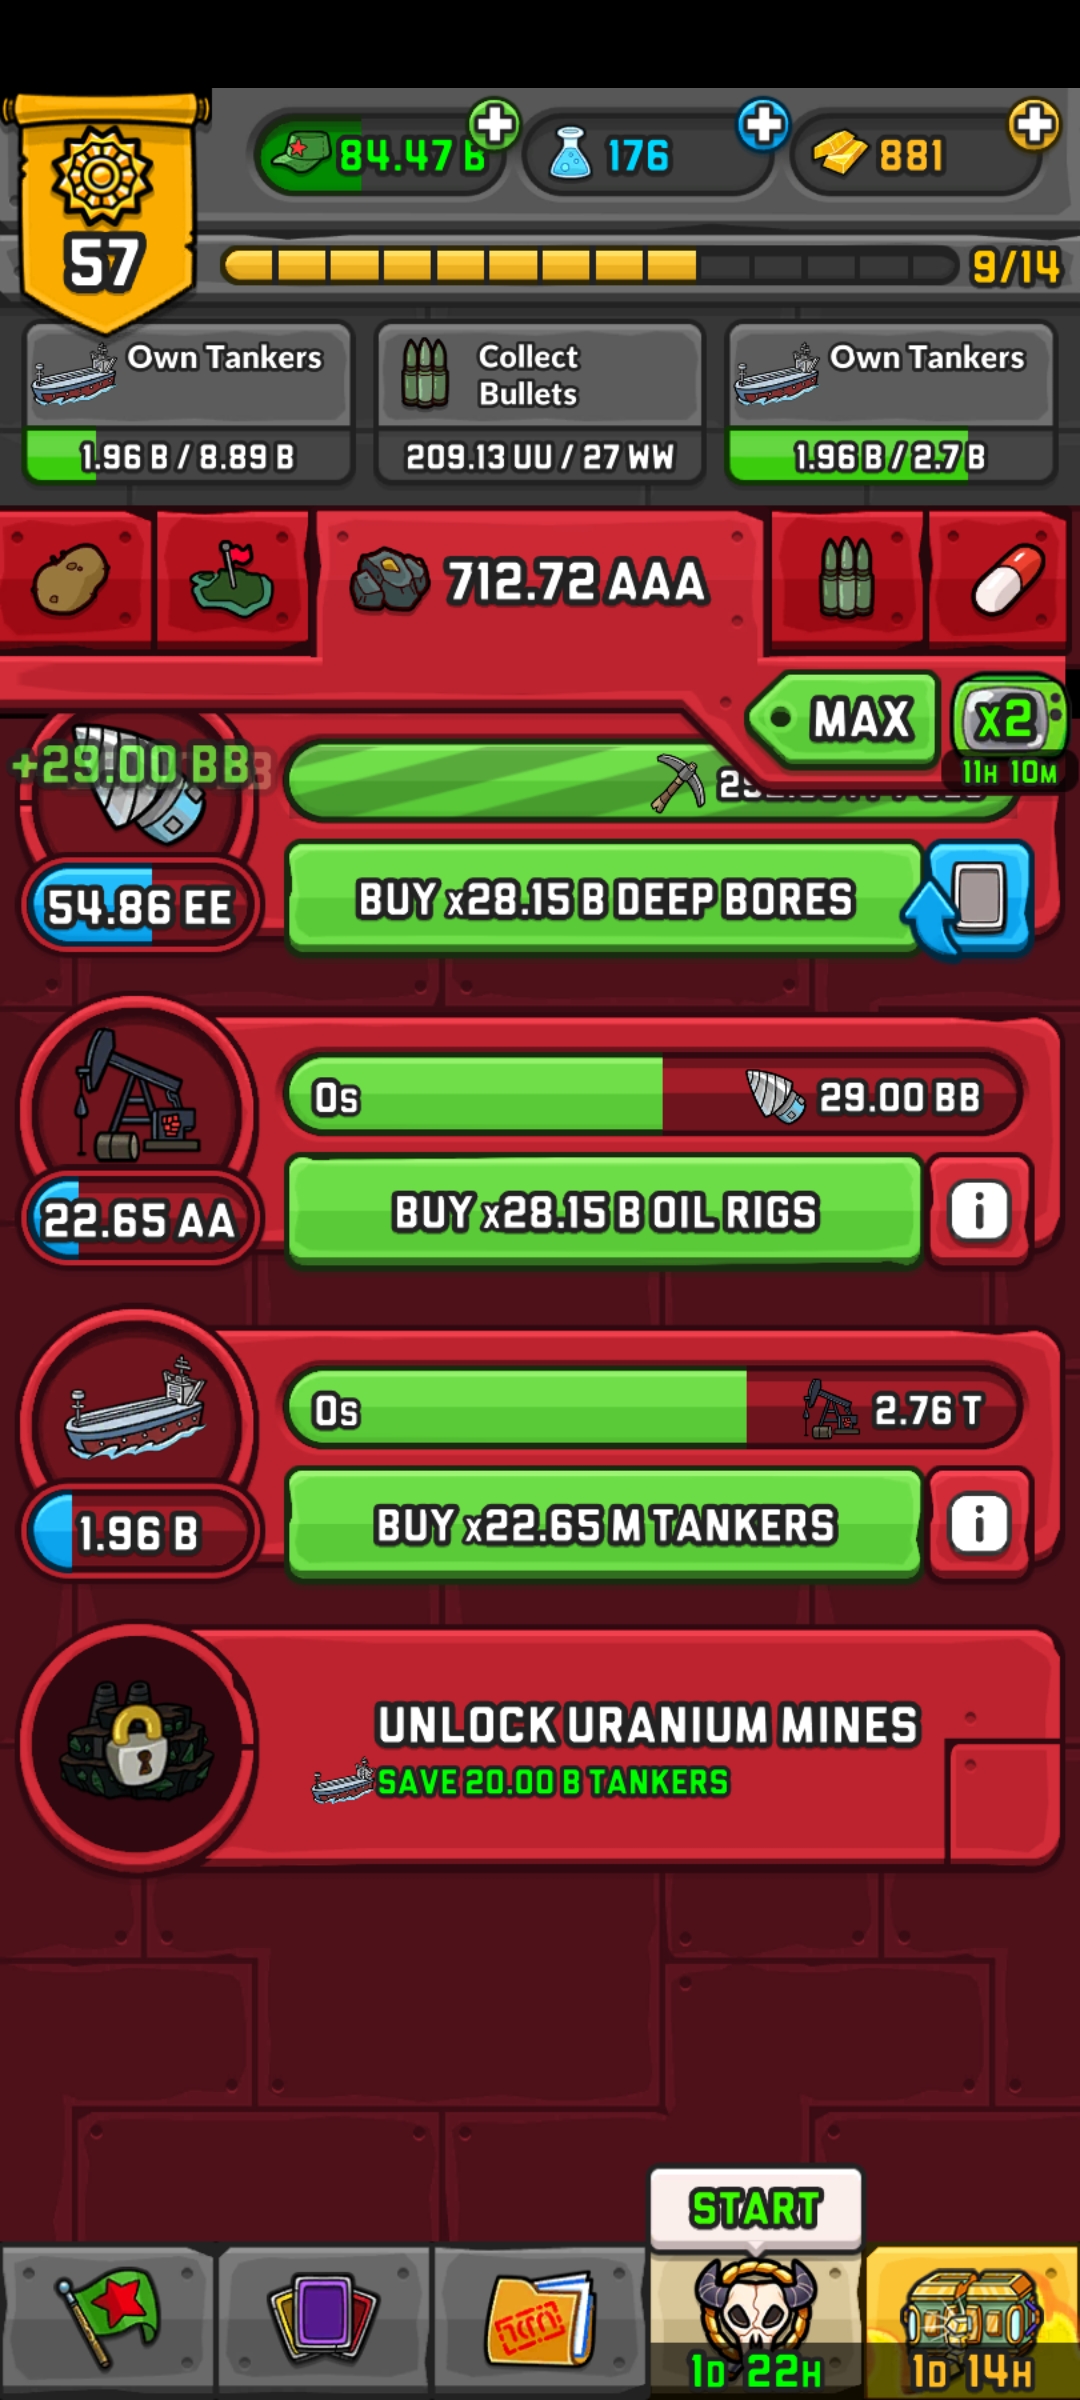 84.47 B
176
881
57
9/14
Own Tankers
1.96 B / 8.89 B
Collect
Bullets
209.13 UU / 27 WW
Own Tankers
1.96 B / 2.7 B
712.72 AAA
MAX
x2
11H 10M
+29.00 BB
54.86 EE
BUY x28.15 B DEEP BORES
0s
29.00 BB
22.65 AA
BUY x28.15 B OIL RIGS
i
0s
2.76 T
1.96 B
BUY x22.65 M TANKERS
i
UNLOCK URANIUM MINES
SAVE 20.00 B TANKERS
START
1D 22H
1D 14H